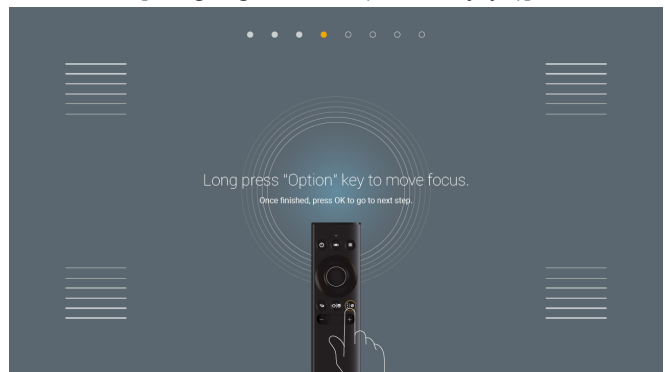 Long press "Option" key to move focus.
Once finished, press OK to go to next step.